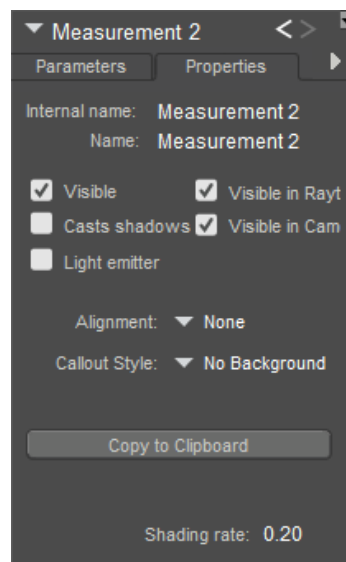 Measurement 2 < >
Parameters Properties
Internal name: Measurement 2
Name: Measurement 2
Visible Visible in Rayt
Casts shadows Visible in Cam
Light emitter
Alignment: None
Callout Style: No Background
Copy to Clipboard
Shading rate: 0.20